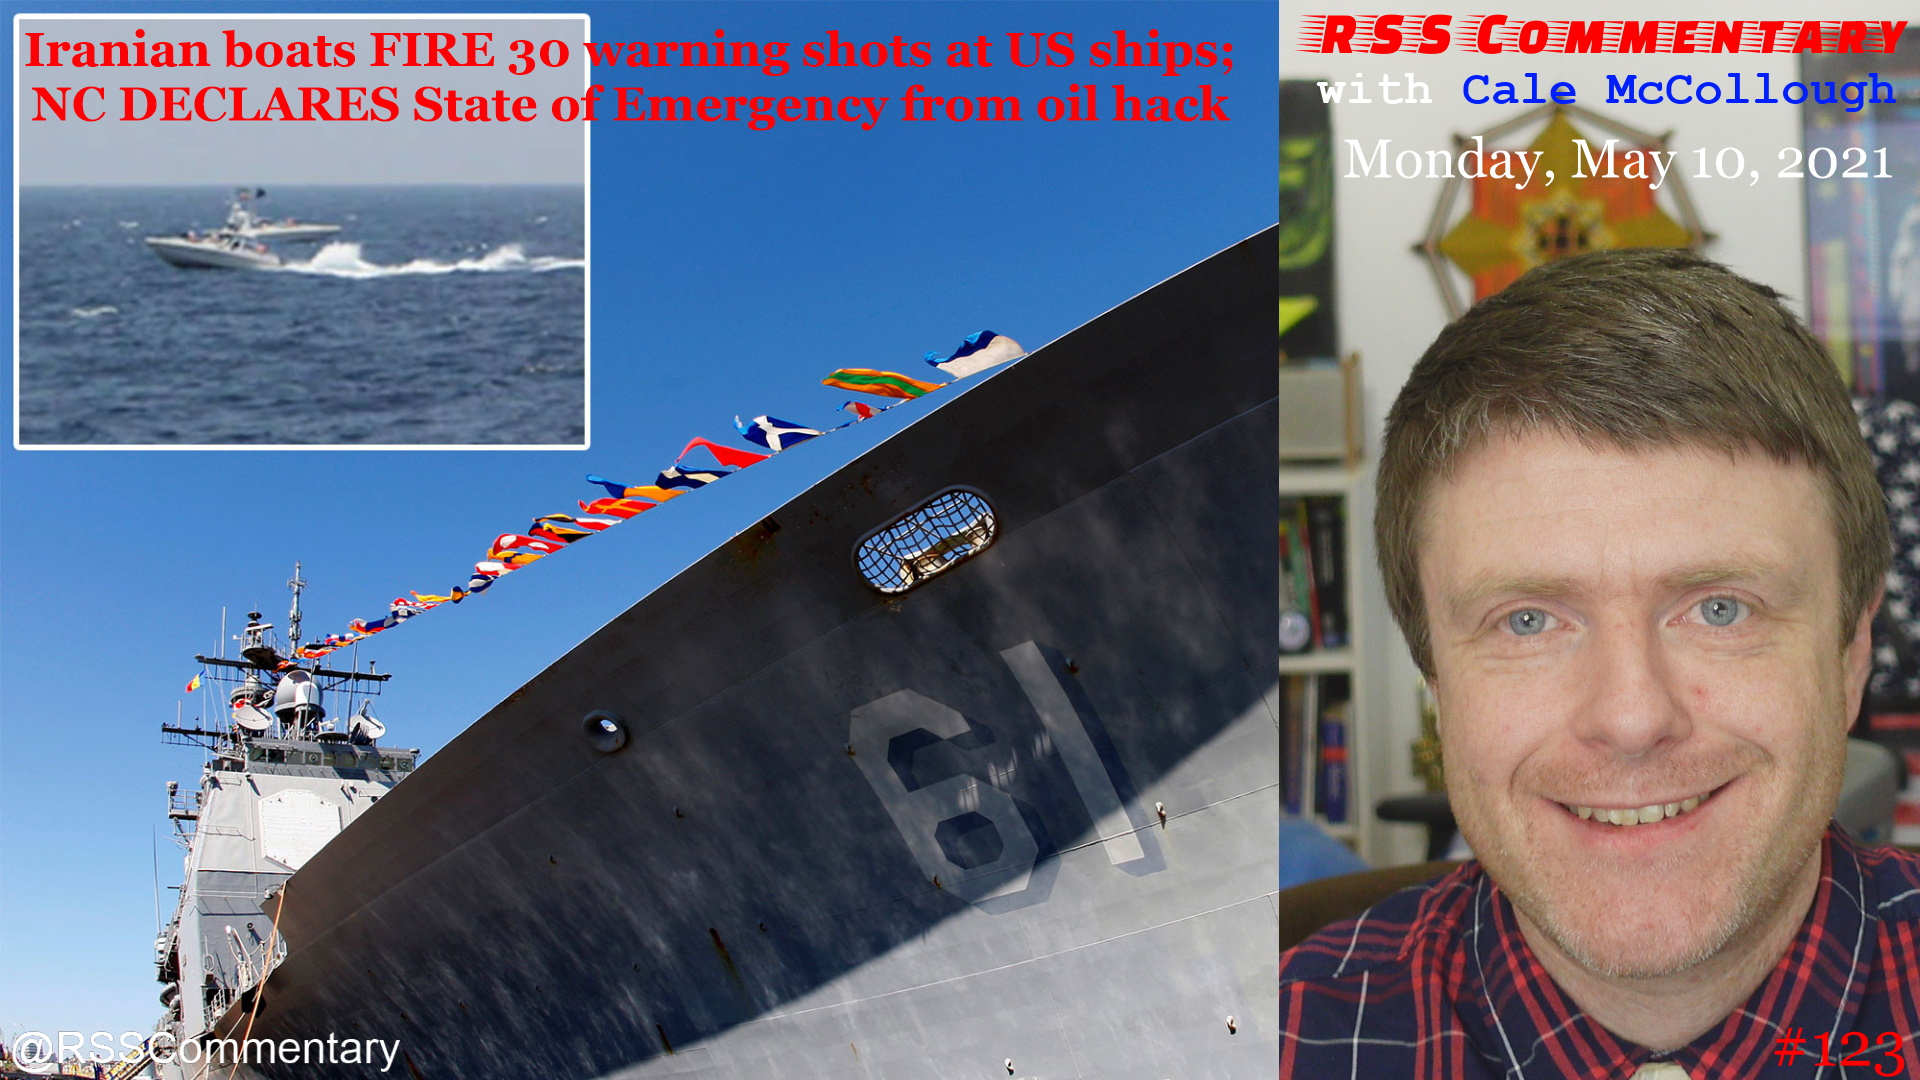 Iranian boats FIRE 30 warning shots at US ships;
NC DECLARES State of Emergency from oil hack
RSS Commentary
with Cale McCollough
Monday, May 10, 2021
61
@RSSCommentary
#123